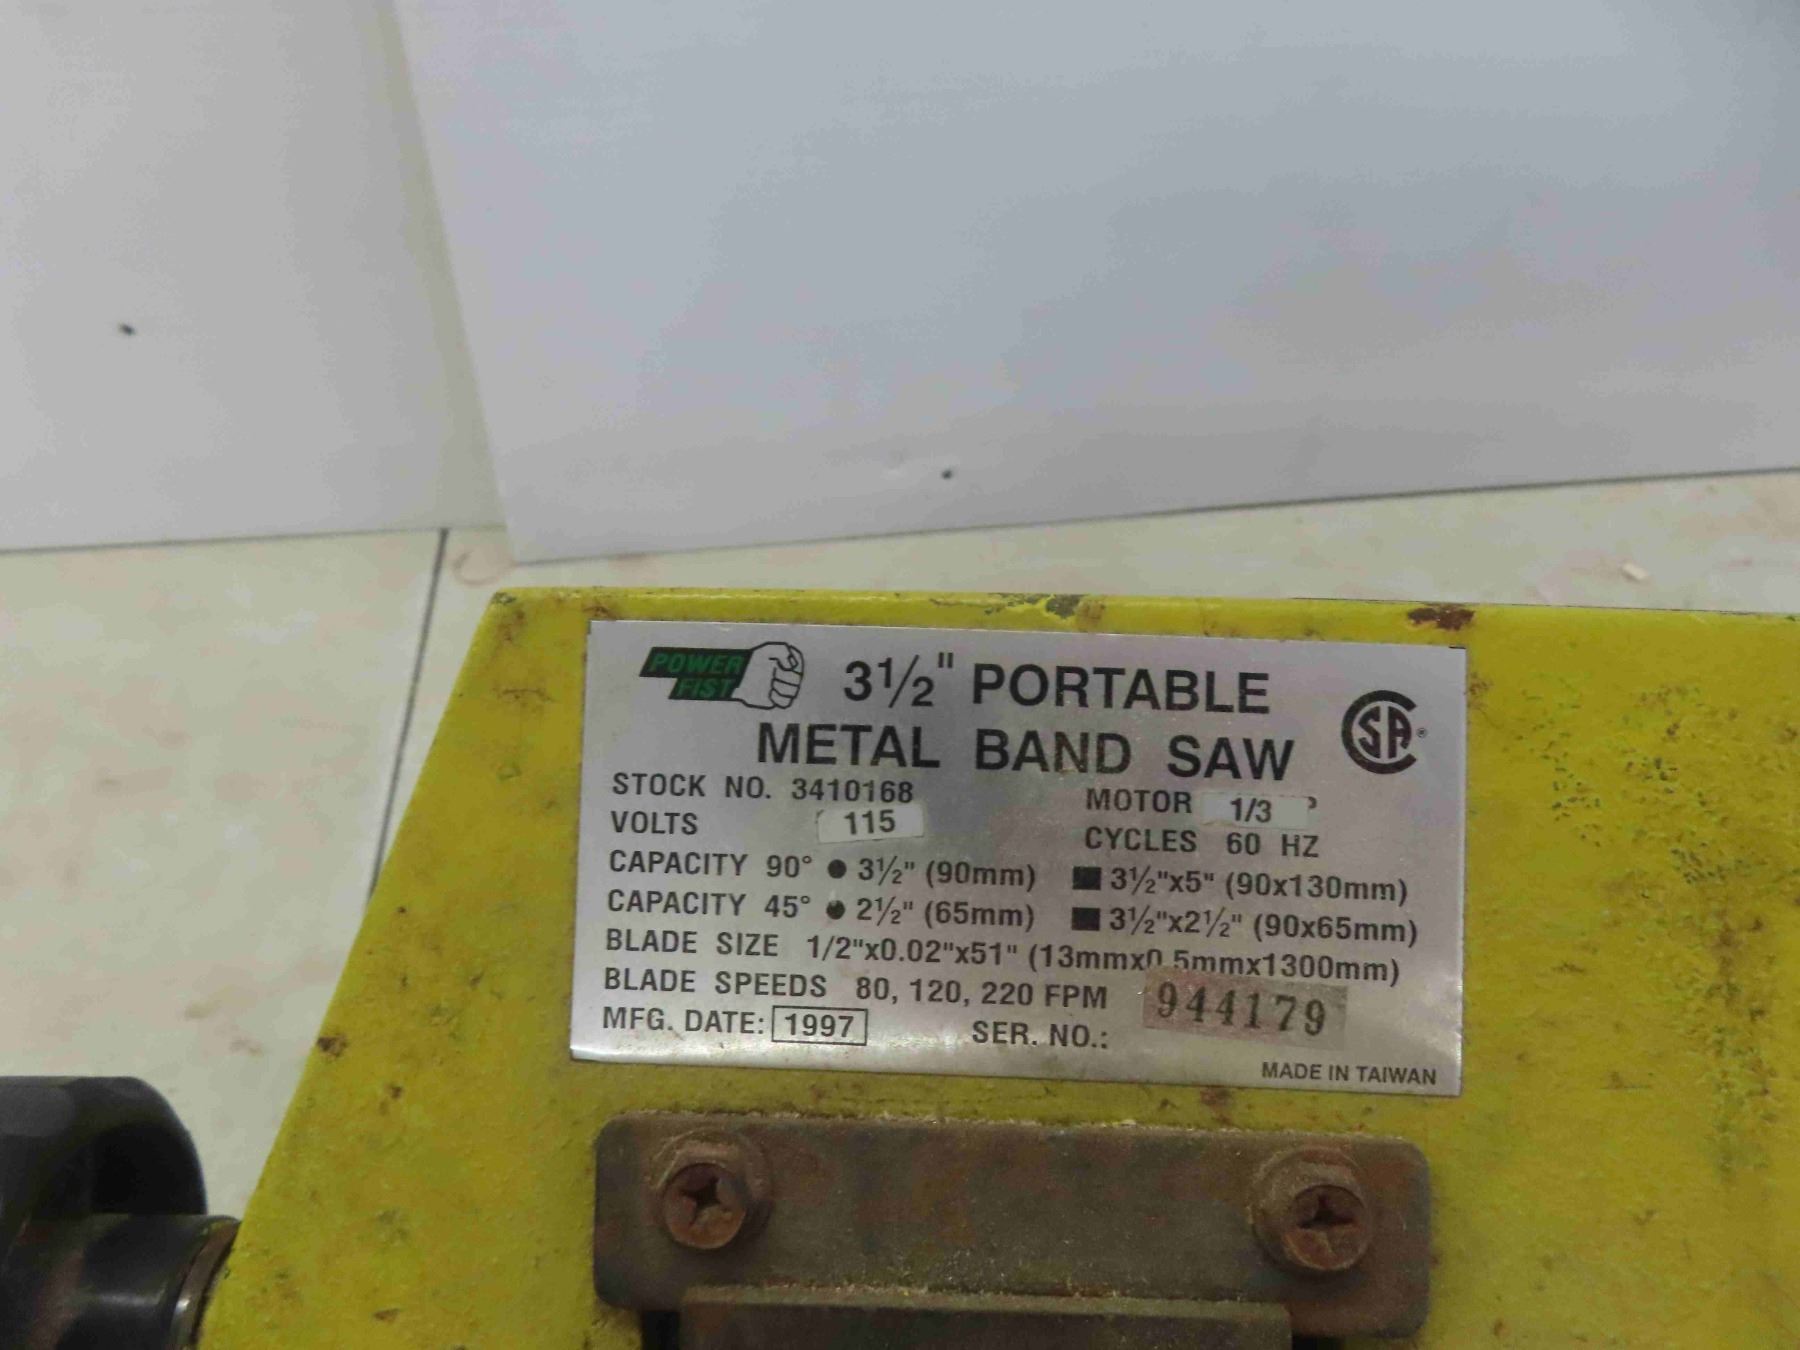 POWER FIST
3½" PORTABLE
METAL BAND SAW
CSA®
STOCK NO. 3410168
MOTOR 1/3
VOLTS 115
CYCLES 60 HZ
CAPACITY 90° ● 3½" (90mm) ■ 3½"x5" (90x130mm)
CAPACITY 45° ● 2½" (65mm) ■ 3½"x2½" (90x65mm)
BLADE SIZE 1/2"x0.02"x51" (13mmx0.5mmx1300mm)
BLADE SPEEDS 80, 120, 220 FPM
MFG. DATE: 1997 SER. NO.: 944179
MADE IN TAIWAN